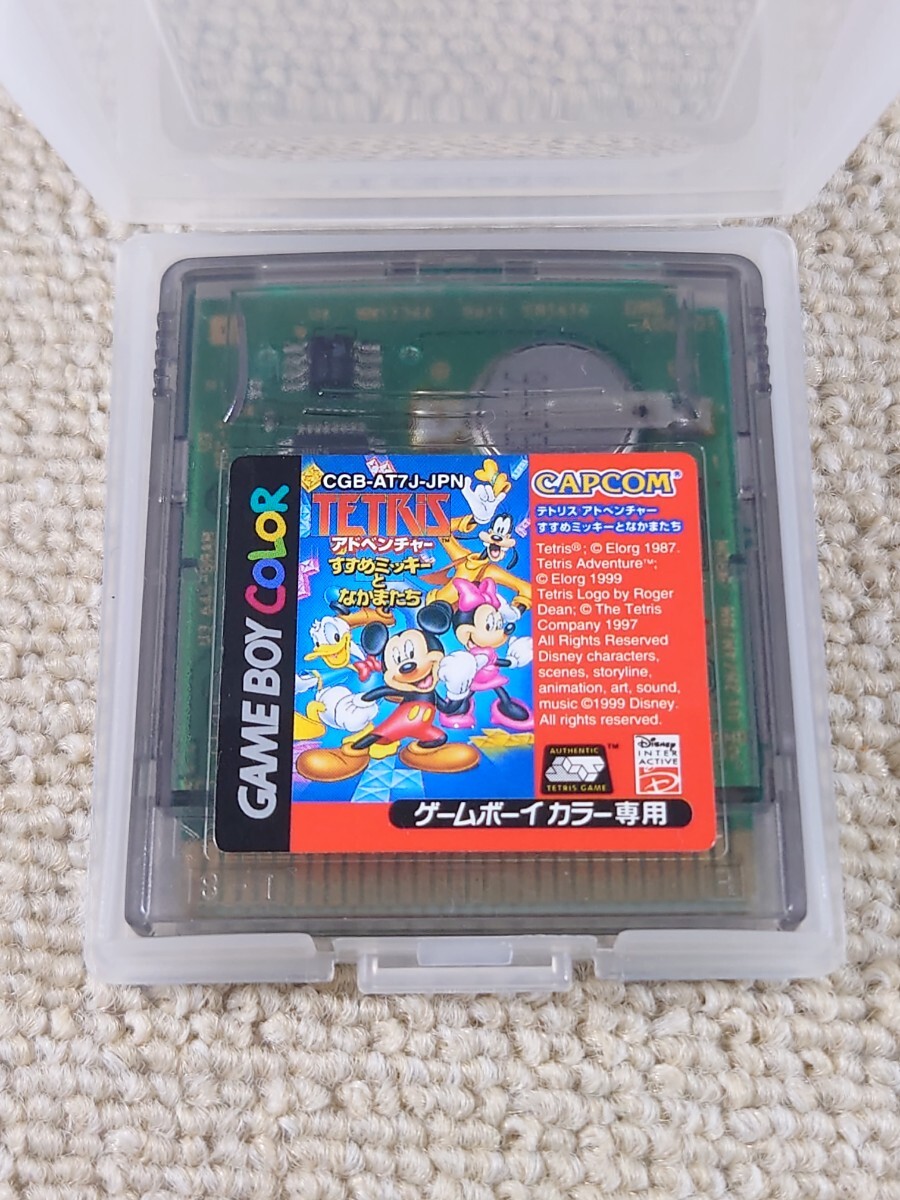 GAME BOY COLOR
CGB-AT7J-JPN
TETRIS
アドベンチャー
すすめミッキー
と
なかまたち
CAPCOM®
テトリス アドベンチャー
すすめミッキーとなかまたち
Tetris®; © Elorg 1987.
Tetris Adventure™;
© Elorg 1999
Tetris Logo by Roger
Dean; © The Tetris
Company 1997
All Rights Reserved
Disney characters,
scenes, storyline,
animation, art, sound,
music ©1999 Disney.
All rights reserved.
AUTHENTIC ™
TETRIS GAME
Disney
INTER
ACTIVE
ゲームボーイ カラー専用